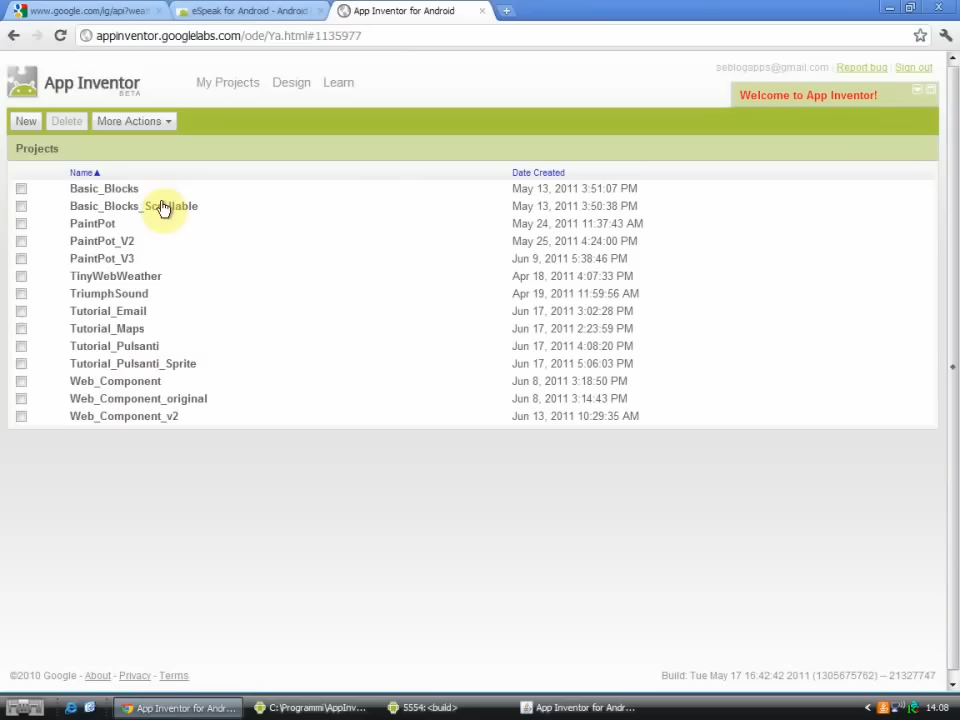 www.google.com/ig/api?weat
eSpeak for Android - Android
App Inventor for Android
appinventor.googlelabs.com/ode/Ya.html#1135977
App Inventor
BETA
My Projects
Design
Learn
seblogapps@gmail.com
Report bug
Sign out
Welcome to App Inventor!
New
Delete
More Actions
Projects
Name Date Created
Basic_Blocks May 13, 2011 3:51:07 PM
Basic_Blocks_Scrollable May 13, 2011 3:50:38 PM
PaintPot May 24, 2011 11:37:43 AM
PaintPot_V2 May 25, 2011 4:24:00 PM
PaintPot_V3 Jun 9, 2011 5:38:46 PM
TinyWebWeather Apr 18, 2011 4:07:33 PM
TriumphSound Apr 19, 2011 11:59:56 AM
Tutorial_Email Jun 17, 2011 3:02:28 PM
Tutorial_Maps Jun 17, 2011 2:23:59 PM
Tutorial_Pulsanti Jun 17, 2011 4:08:20 PM
Tutorial_Pulsanti_Sprite Jun 17, 2011 5:06:03 PM
Web_Component Jun 8, 2011 3:18:50 PM
Web_Component_original Jun 8, 2011 3:14:43 PM
Web_Component_v2 Jun 13, 2011 10:29:35 AM
©2010 Google - About - Privacy - Terms
Build: Tue May 17 16:42:42 2011 (1305675762) -- 21327747
App Inventor for Andr...
C:\Programmi\AppInv...
5554:<build>
App Inventor for Andr...
14.08